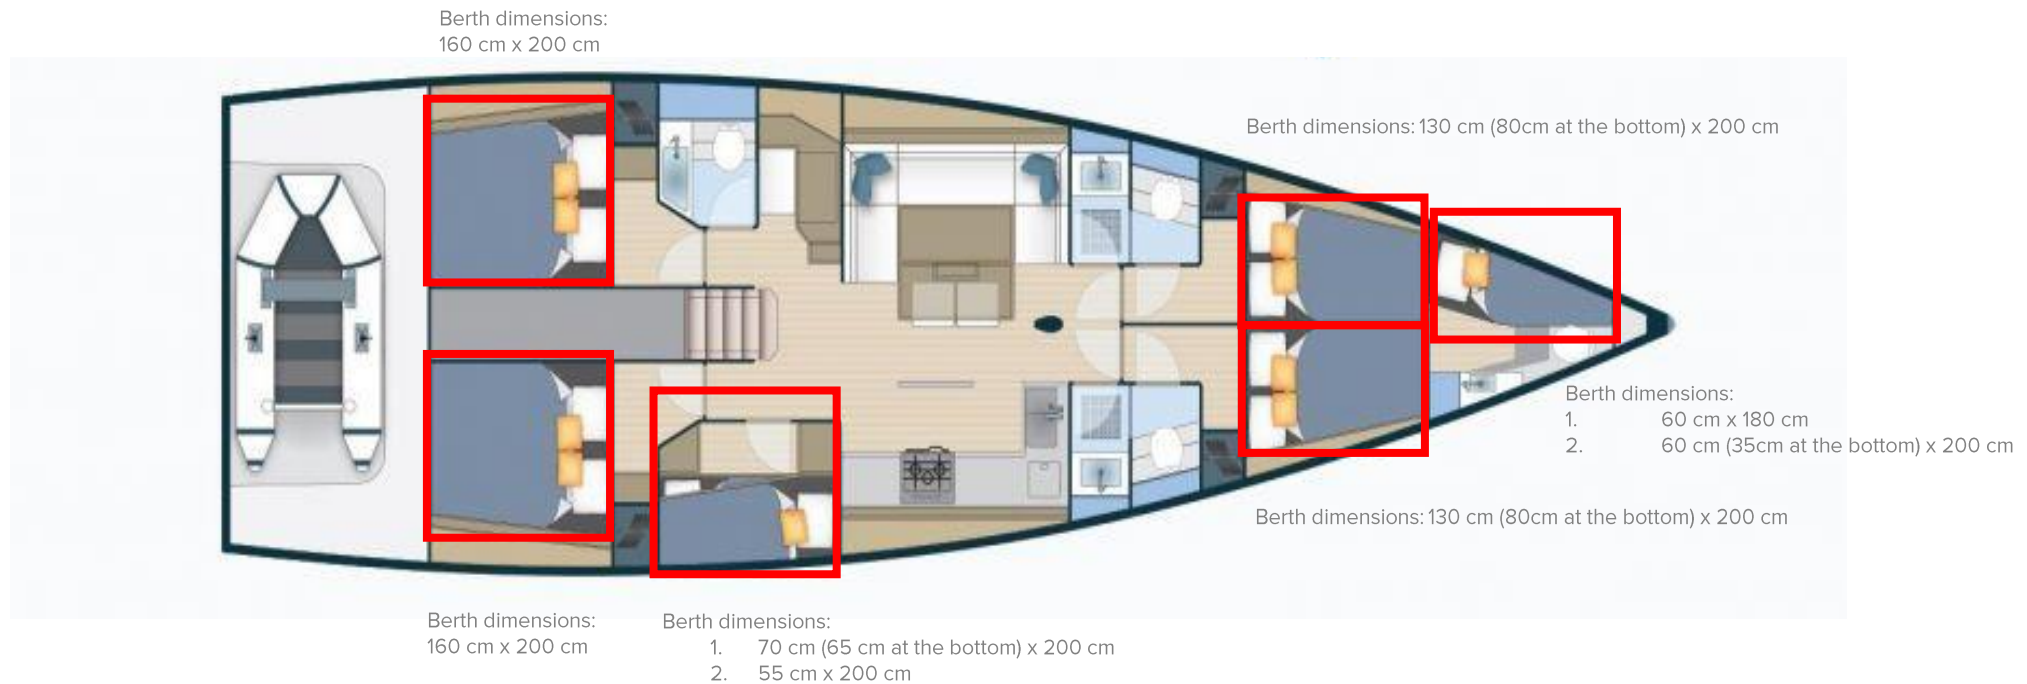 Berth dimensions:
160 cm x 200 cm
Berth dimensions: 130 cm (80cm at the bottom) x 200 cm
Berth dimensions:
1. 60 cm x 180 cm
2. 60 cm (35cm at the bottom) x 200 cm
Berth dimensions: 130 cm (80cm at the bottom) x 200 cm
Berth dimensions:
160 cm x 200 cm
Berth dimensions:
1. 70 cm (65 cm at the bottom) x 200 cm
2. 55 cm x 200 cm